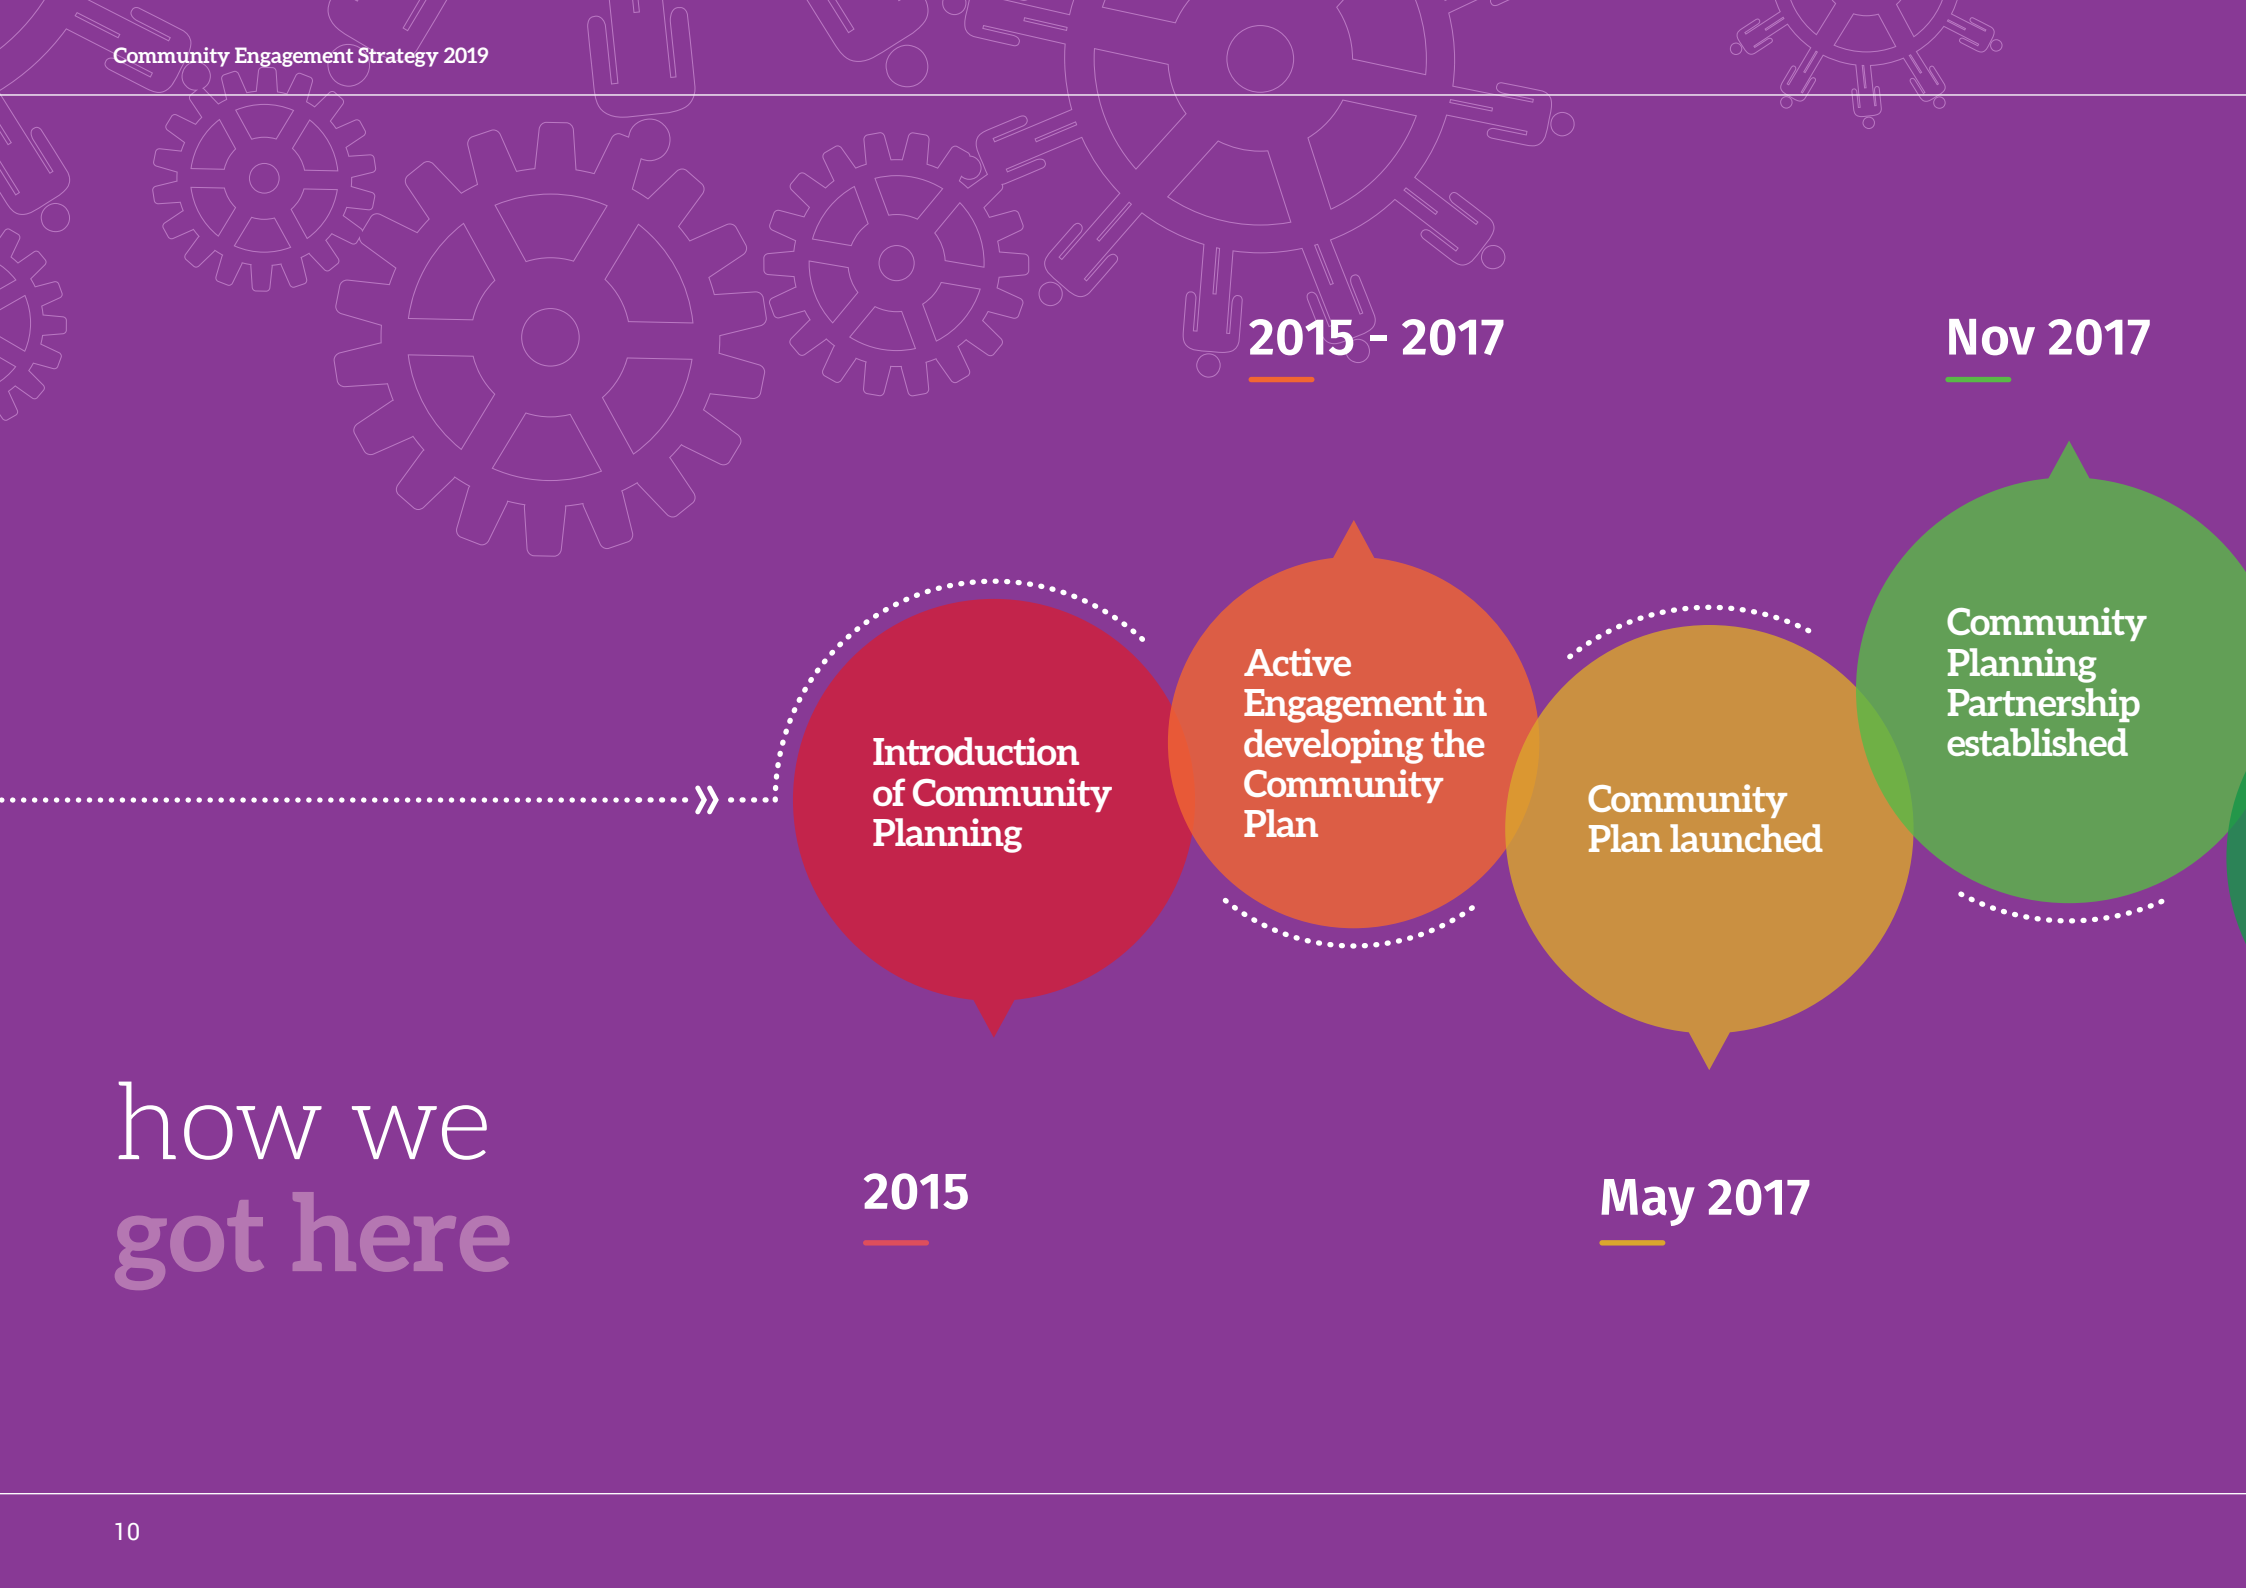 Community Engagement Strategy 2019
2015 - 2017
Nov 2017
Introduction
of Community
Planning
Active
Engagement in
developing the
Community
Plan
Community
Plan launched
Community
Planning
Partnership
established
2015
May 2017
how we
got here
10